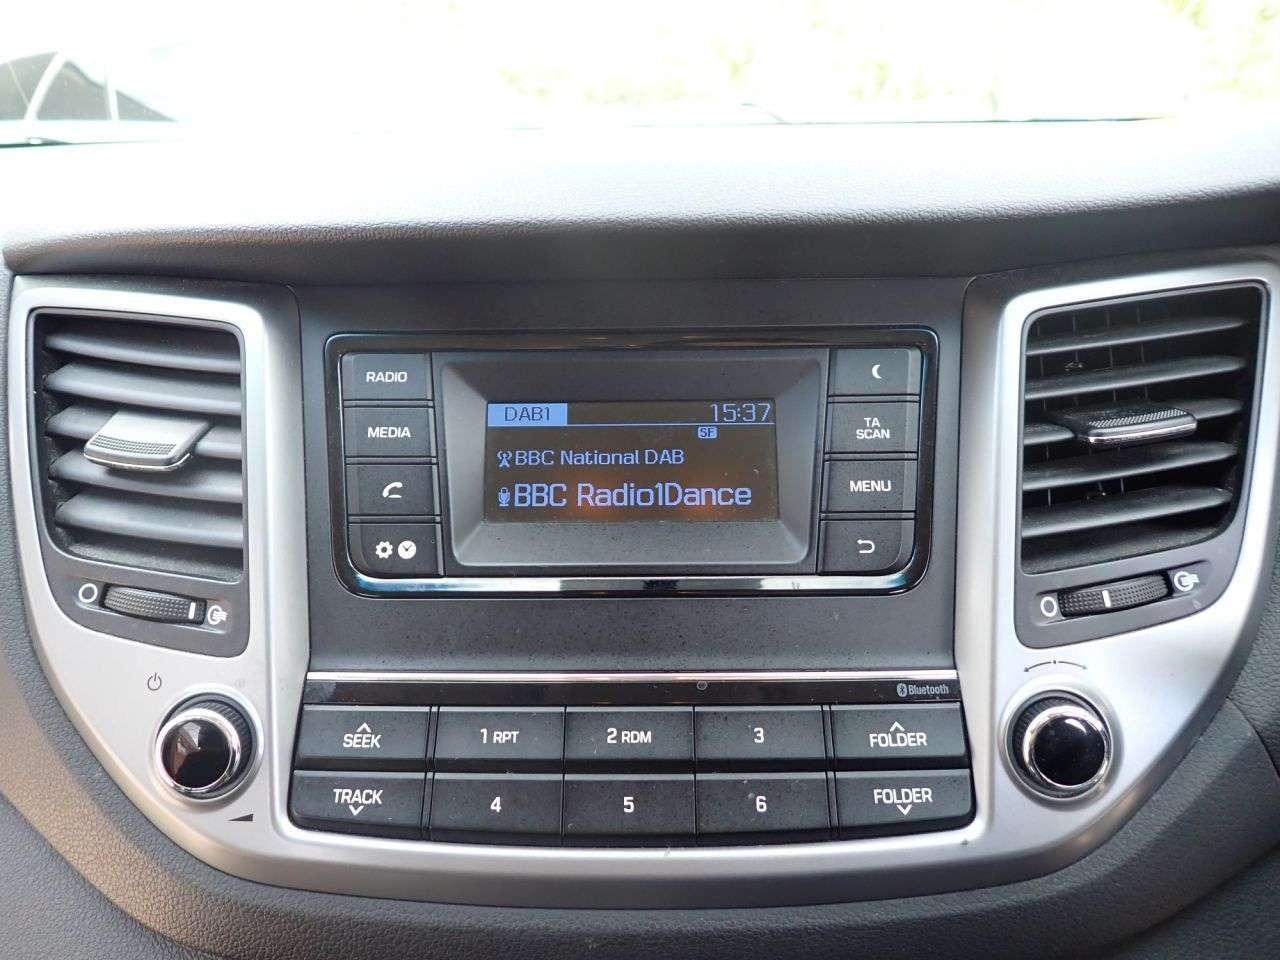 RADIO
MEDIA
DAB1 15:37
SF
BBC National DAB
BBC Radio1Dance
TA
SCAN
MENU
Bluetooth
SEEK
1 RPT
2 RDM
3
FOLDER
TRACK
4
5
6
FOLDER